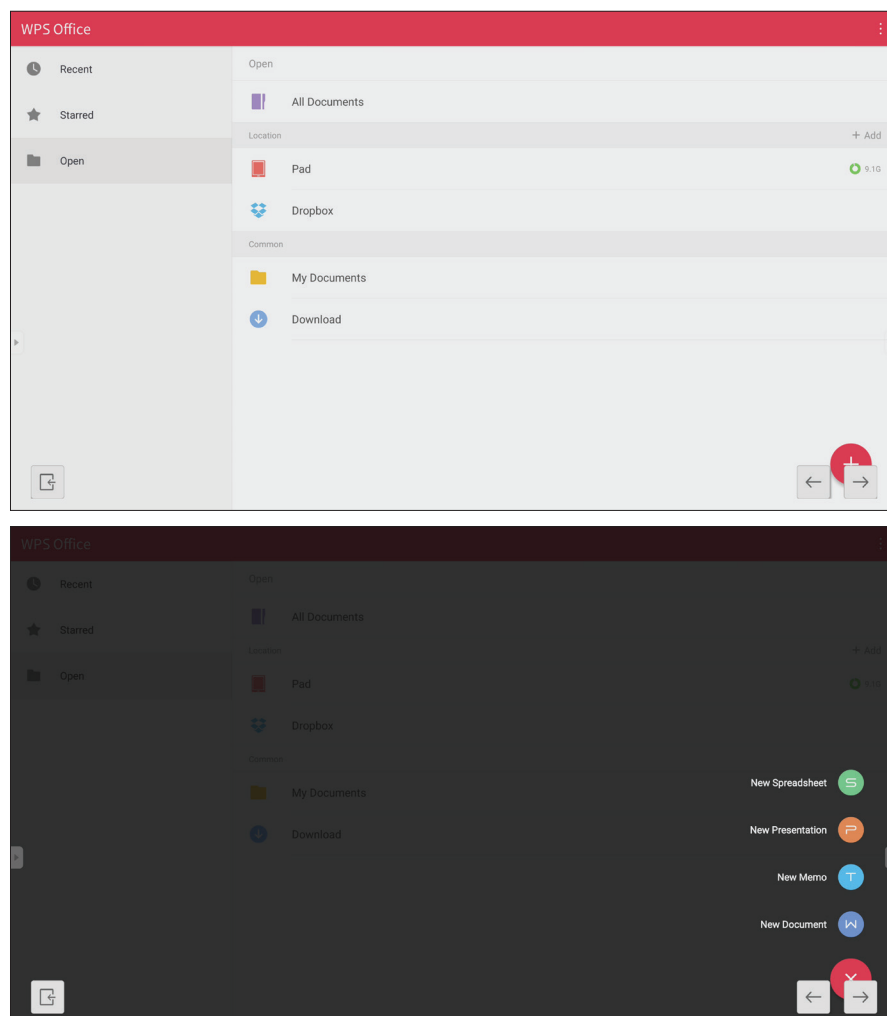 WPS Office
Recent
Starred
Open
Open
All Documents
Location
+ Add
Pad
9.1G
Dropbox
Common
My Documents
Download
WPS Office
Recent
Starred
Open
Open
All Documents
Location
+ Add
Pad
9.1G
Dropbox
Common
My Documents
Download
New Spreadsheet
New Presentation
New Memo
New Document